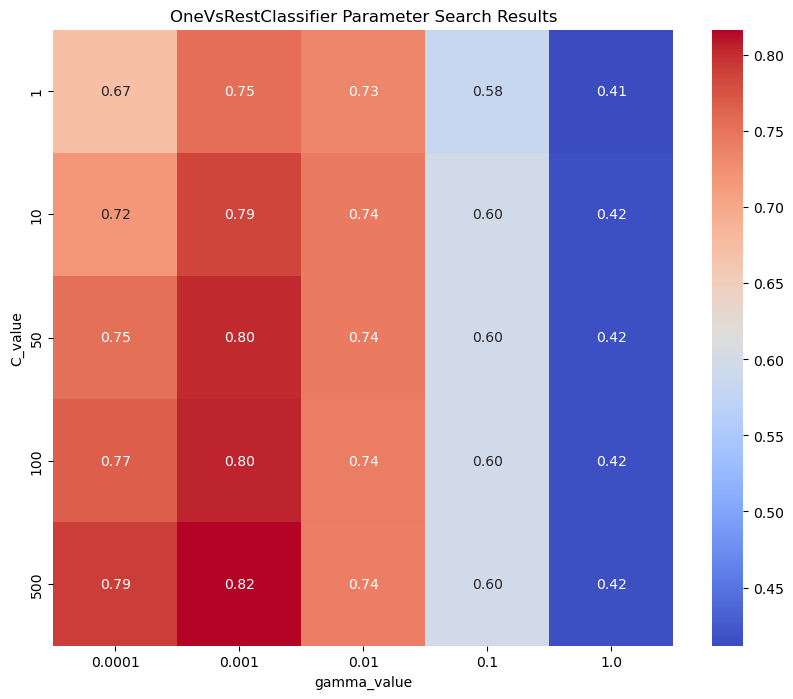 OneVsRestClassifier Parameter Search Results
C_value
1 0.67 0.75 0.73 0.58 0.41
10 0.72 0.79 0.74 0.60 0.42
50 0.75 0.80 0.74 0.60 0.42
100 0.77 0.80 0.74 0.60 0.42
500 0.79 0.82 0.74 0.60 0.42
0.0001 0.001 0.01 0.1 1.0
gamma_value
0.80
0.75
0.70
0.65
0.60
0.55
0.50
0.45